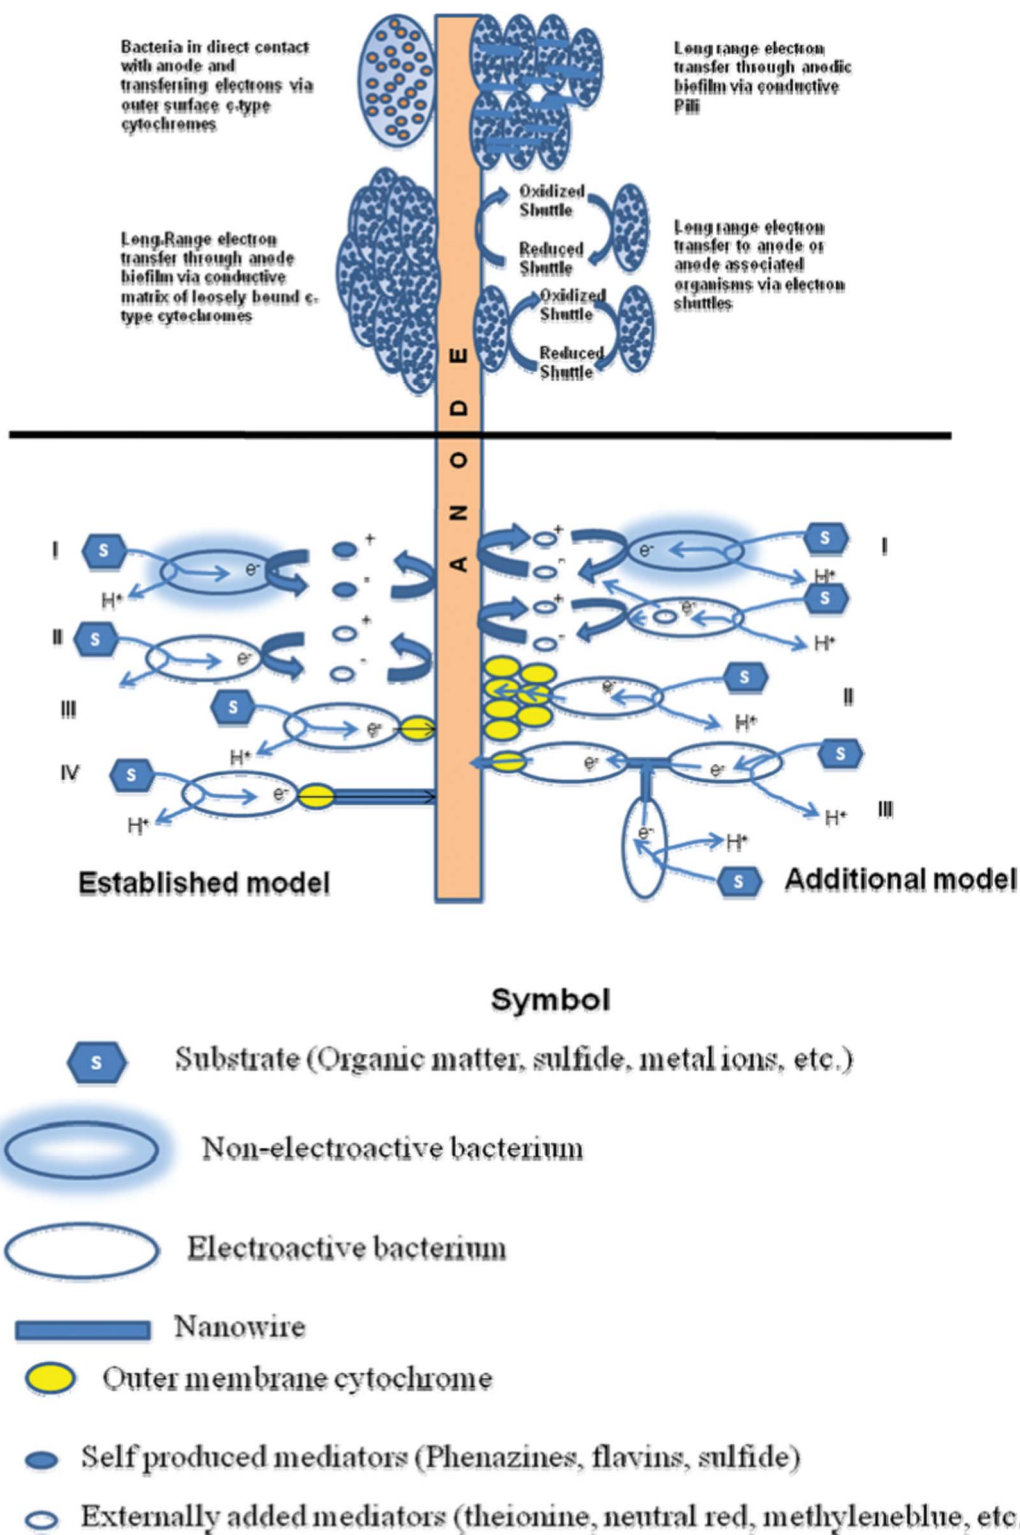 Bacteria in direct contact
with anode and
transferring electrons via
outer surface c-type
cytochromes
Long range electron
transfer through anodic
biofilm via conductive
Pili
Long-Range electron
transfer through anode
biofilm via conductive
matrix of loosely bound c-
type cytochromes
Oxidized
Shuttle
Reduced
Shuttle
Oxidized
Shuttle
Reduced
Shuttle
Long range electron
transfer to anode or
anode associated
organisms via electron
shuttles
A N O D E
I
S
e-
H+
+
-
+
-
e-
S
H+
I
II
S
e-
+
-
+
-
e-
S
H+
III
S
e-
H+
e-
S
H+
II
IV
S
e-
H+
e-
e-
S
H+
III
e-
H+
S
Established model
Additional model
Symbol
S
Substrate (Organic matter, sulfide, metal ions, etc.)
Non-electroactive bacterium
Electroactive bacterium
Nanowire
Outer membrane cytochrome
Self produced mediators (Phenazines, flavins, sulfide)
Externally added mediators (theionine, neutral red, methyleneblue, etc